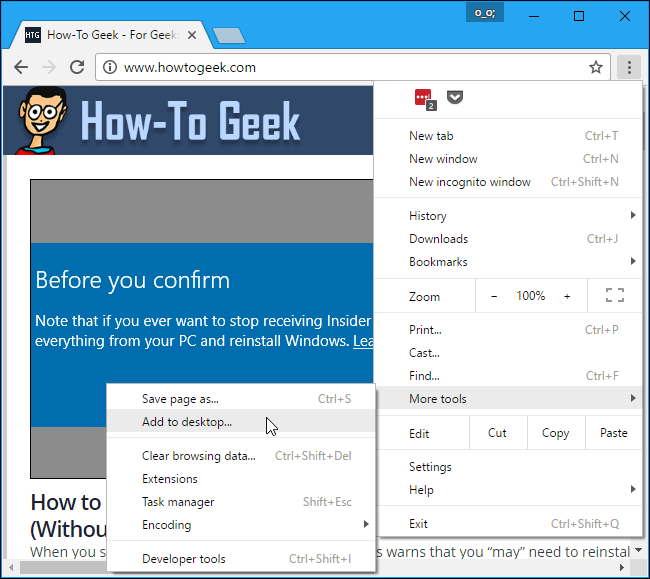 o_o;
HTG How-To Geek - For Geeks
www.howtogeek.com
How-To Geek
2
New tab Ctrl+T
New window Ctrl+N
New incognito window Ctrl+Shift+N
History
Downloads Ctrl+J
Bookmarks
Zoom − 100% +
Print... Ctrl+P
Cast...
Find... Ctrl+F
More tools
Edit Cut Copy Paste
Settings
Help
Exit Ctrl+Shift+Q
Before you confirm
Note that if you ever want to stop receiving Insider
everything from your PC and reinstall Windows. Lea
Save page as... Ctrl+S
Add to desktop...
Clear browsing data... Ctrl+Shift+Del
Extensions
Task manager Shift+Esc
Encoding
Developer tools Ctrl+Shift+I
How to
(Withou
When you s
s warns that you “may” need to reinstal